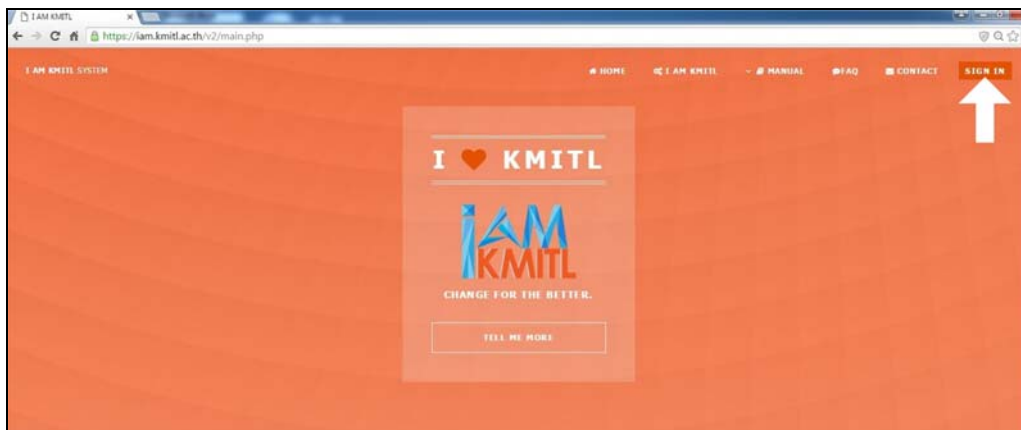 I AM KMITL
https://iam.kmitl.ac.th/v2/main.php
I AM KMITL SYSTEM HOME I AM KMITL MANUAL FAQ CONTACT SIGN IN
I KMITL
iAM
KMITL
CHANGE FOR THE BETTER.
TELL ME MORE